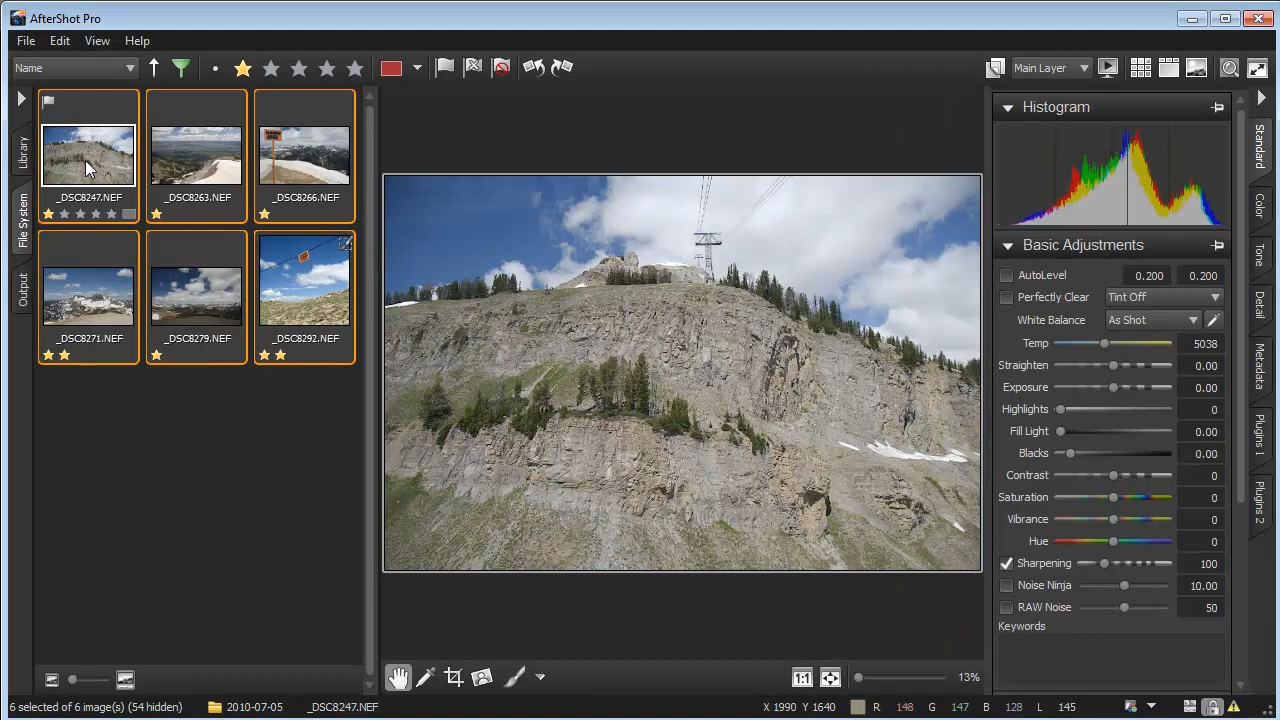 AfterShot Pro
File Edit View Help
Name
Main Layer
_DSC8247.NEF
_DSC8263.NEF
_DSC8266.NEF
_DSC8271.NEF
_DSC8279.NEF
_DSC8292.NEF
Library
File System
Output
Histogram
Basic Adjustments
AutoLevel 0.200 0.200
Perfectly Clear Tint Off
White Balance As Shot
Temp 5038
Straighten 0.00
Exposure 0.00
Highlights 0
Fill Light 0.00
Blacks 0.00
Contrast 0
Saturation 0
Vibrance 0
Hue 0
Sharpening 100
Noise Ninja 10.00
RAW Noise 50
Keywords
Standard
Color
Tone
Detail
Metadata
Plugins 1
Plugins 2
1:1
13%
6 selected of 6 image(s) (54 hidden) 2010-07-05 _DSC8247.NEF X 1990 Y 1640 R 148 G 147 B 128 L 145